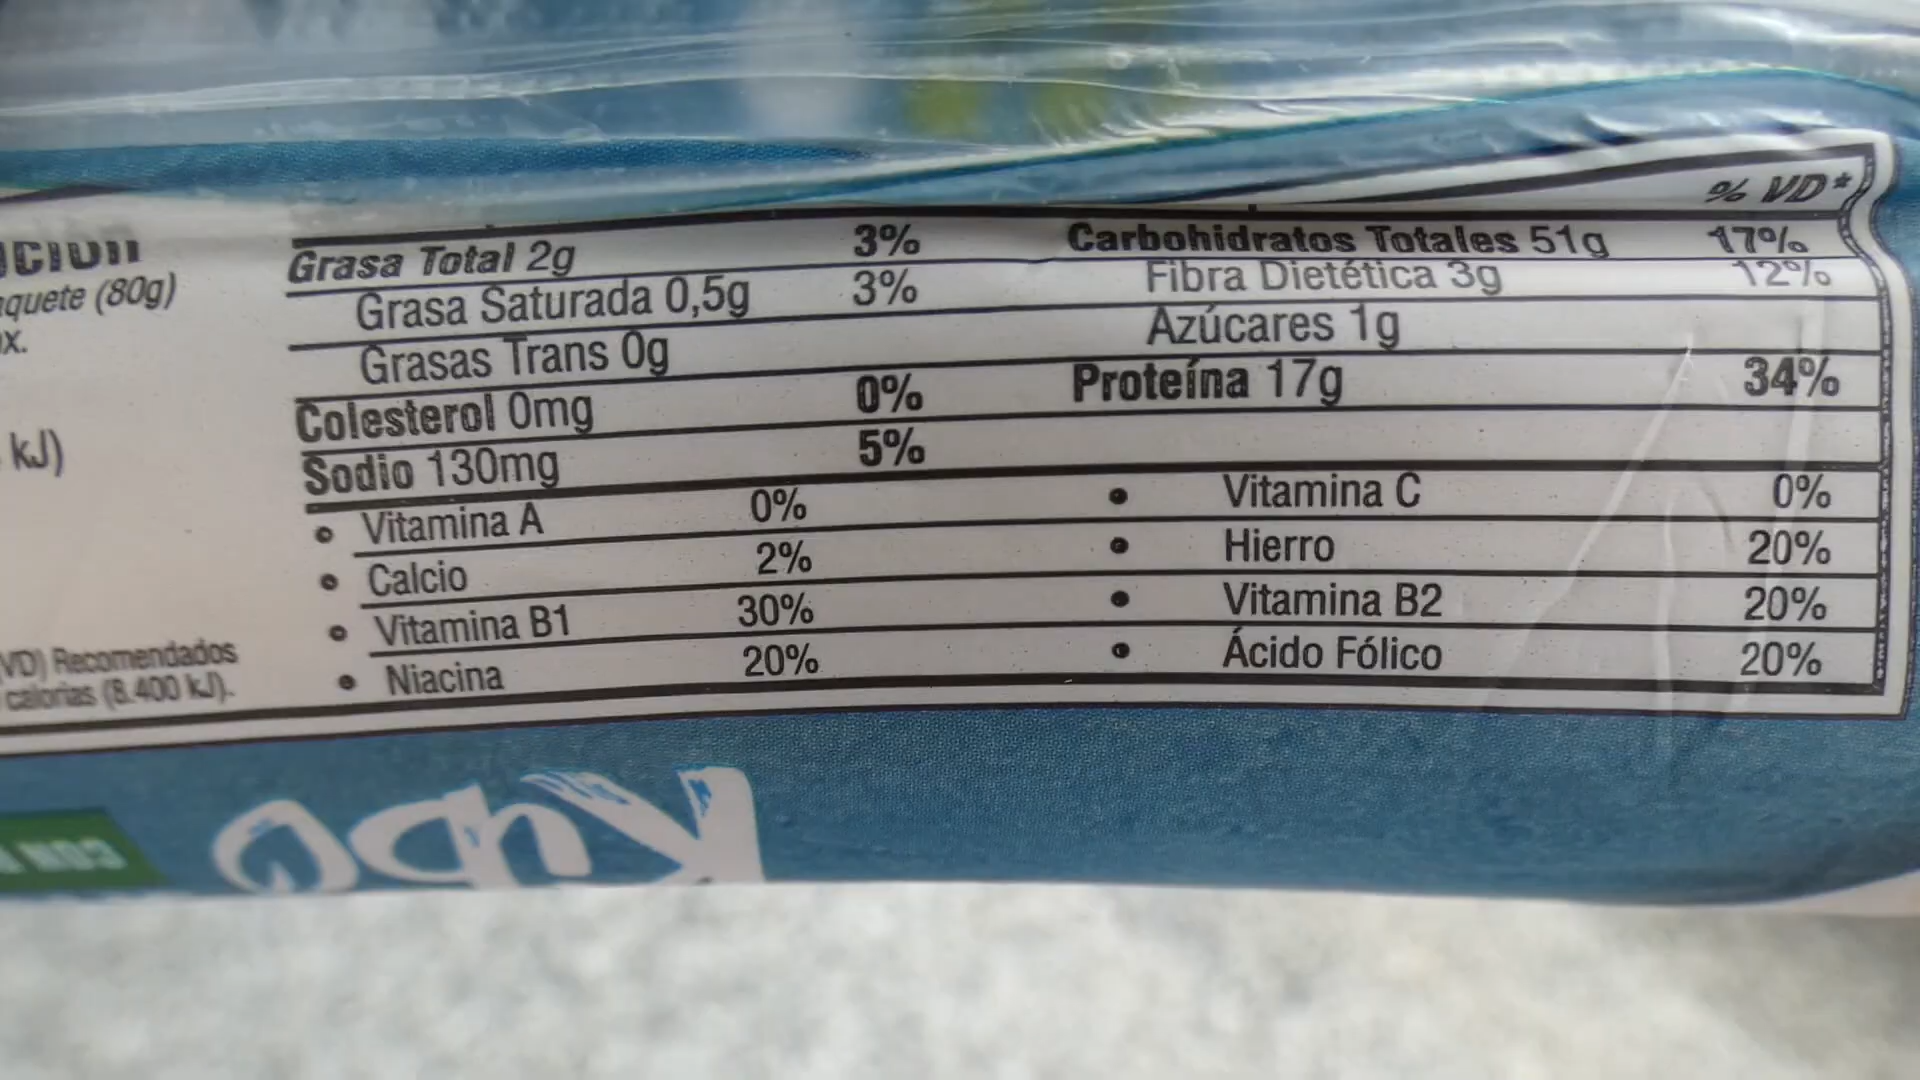 (80g)
kJ)
VD) Recomendados
calorias (8.400 kJ).
% VD*
Grasa Total 2g 3%
Grasa Saturada 0,5g 3%
Grasas Trans 0g
Colesterol 0mg 0%
Sodio 130mg 5%
Carbohidratos Totales 51g 17%
Fibra Dietética 3g 12%
Azúcares 1g
Proteína 17g 34%
• Vitamina A 0% • Vitamina C 0%
• Calcio 2% • Hierro 20%
• Vitamina B1 30% • Vitamina B2 20%
• Niacina 20% • Ácido Fólico 20%
CON